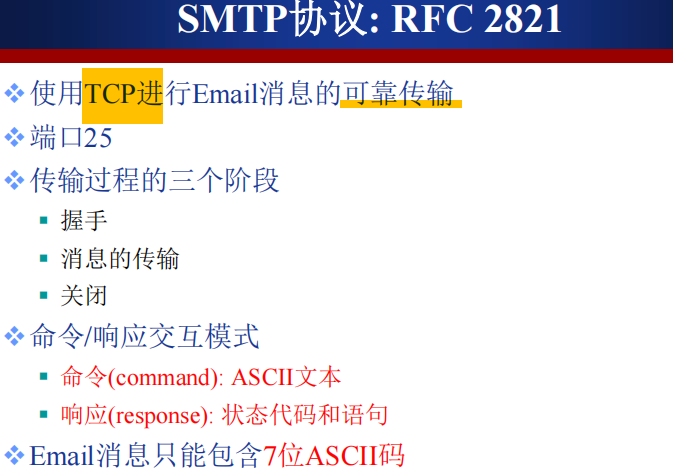 SMTP协议: RFC 2821
使用TCP进行Email消息的可靠传输
端口25
传输过程的三个阶段
握手
消息的传输
关闭
命令/响应交互模式
命令(command): ASCII文本
响应(response): 状态代码和语句
Email消息只能包含7位ASCII码